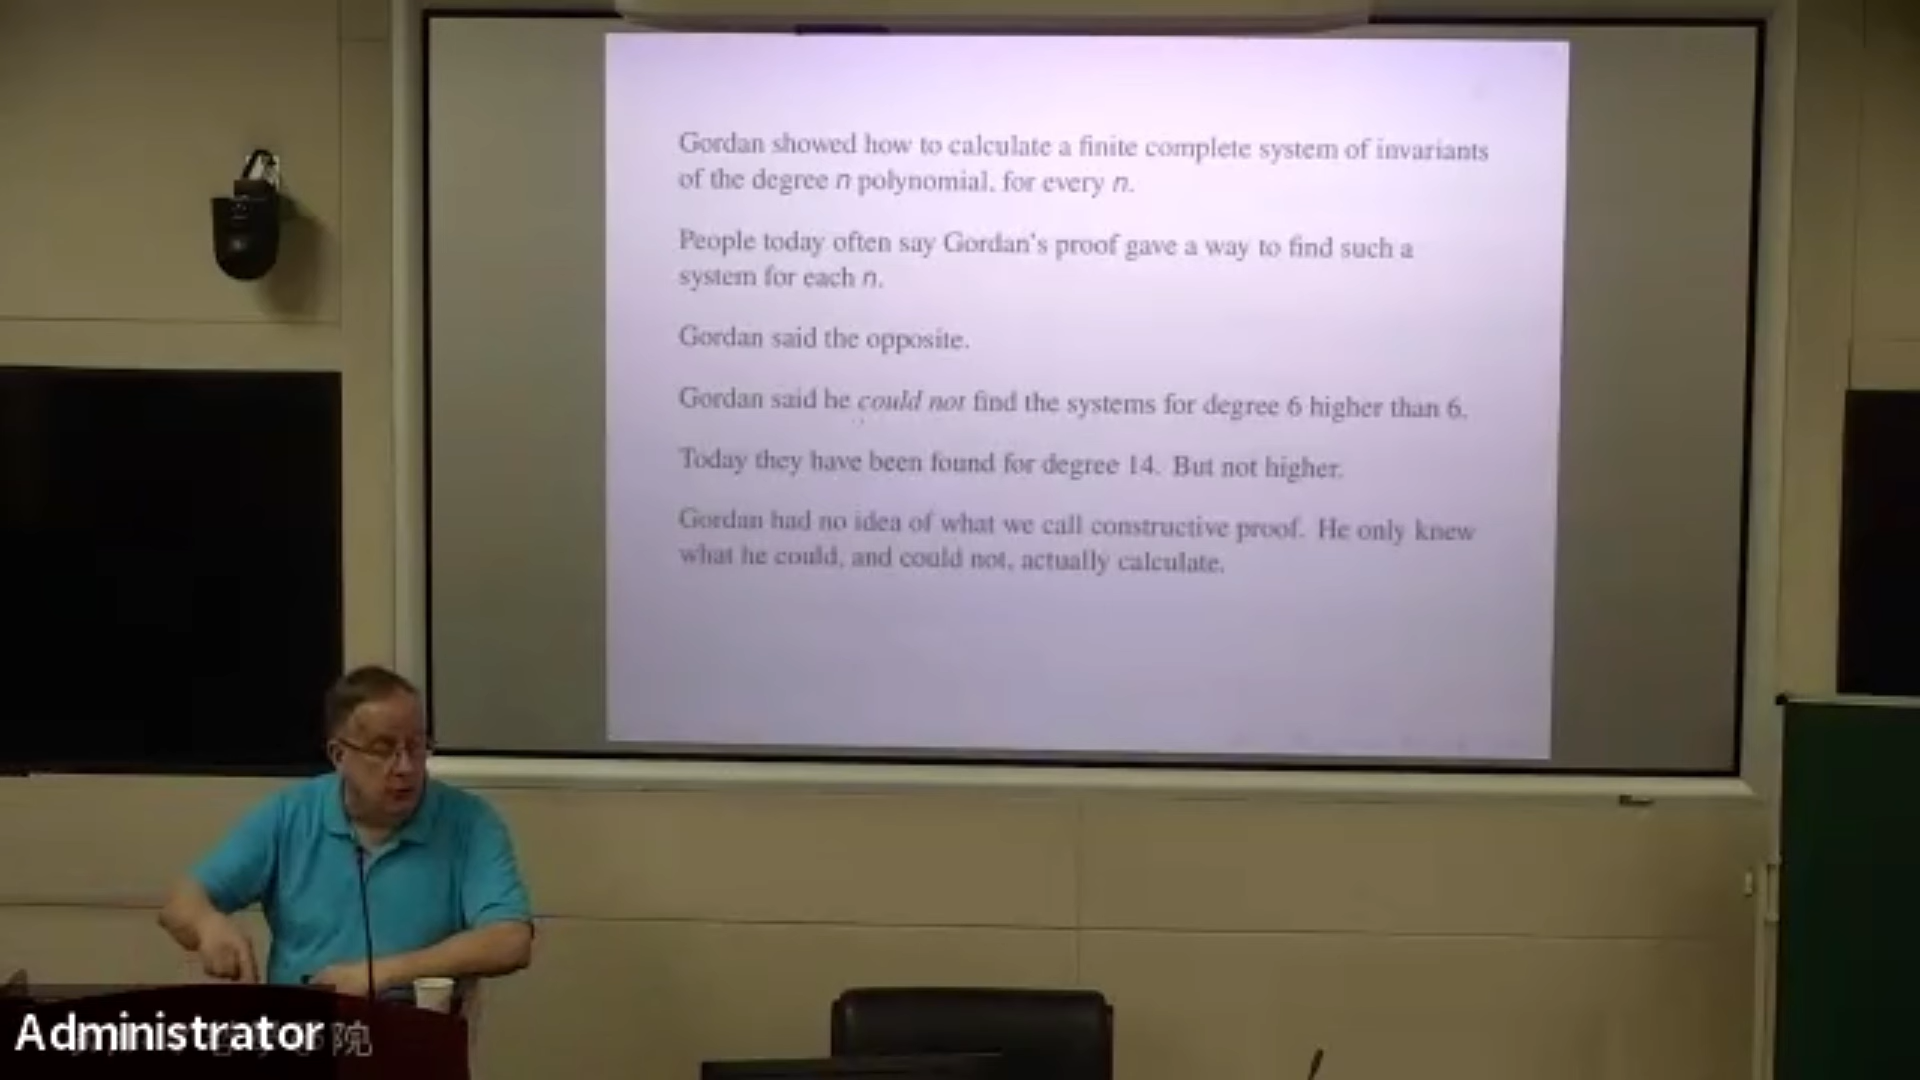 Gordan showed how to calculate a finite complete system of invariants
of the degree n polynomial, for every n.
People today often say Gordan's proof gave a way to find such a
system for each n.
Gordan said the opposite.
Gordan said he could not find the systems for degree 6 higher than 6.
Today they have been found for degree 14. But not higher.
Gordan had no idea of what we call constructive proof. He only knew
what he could, and could not, actually calculate.
Administrator
院